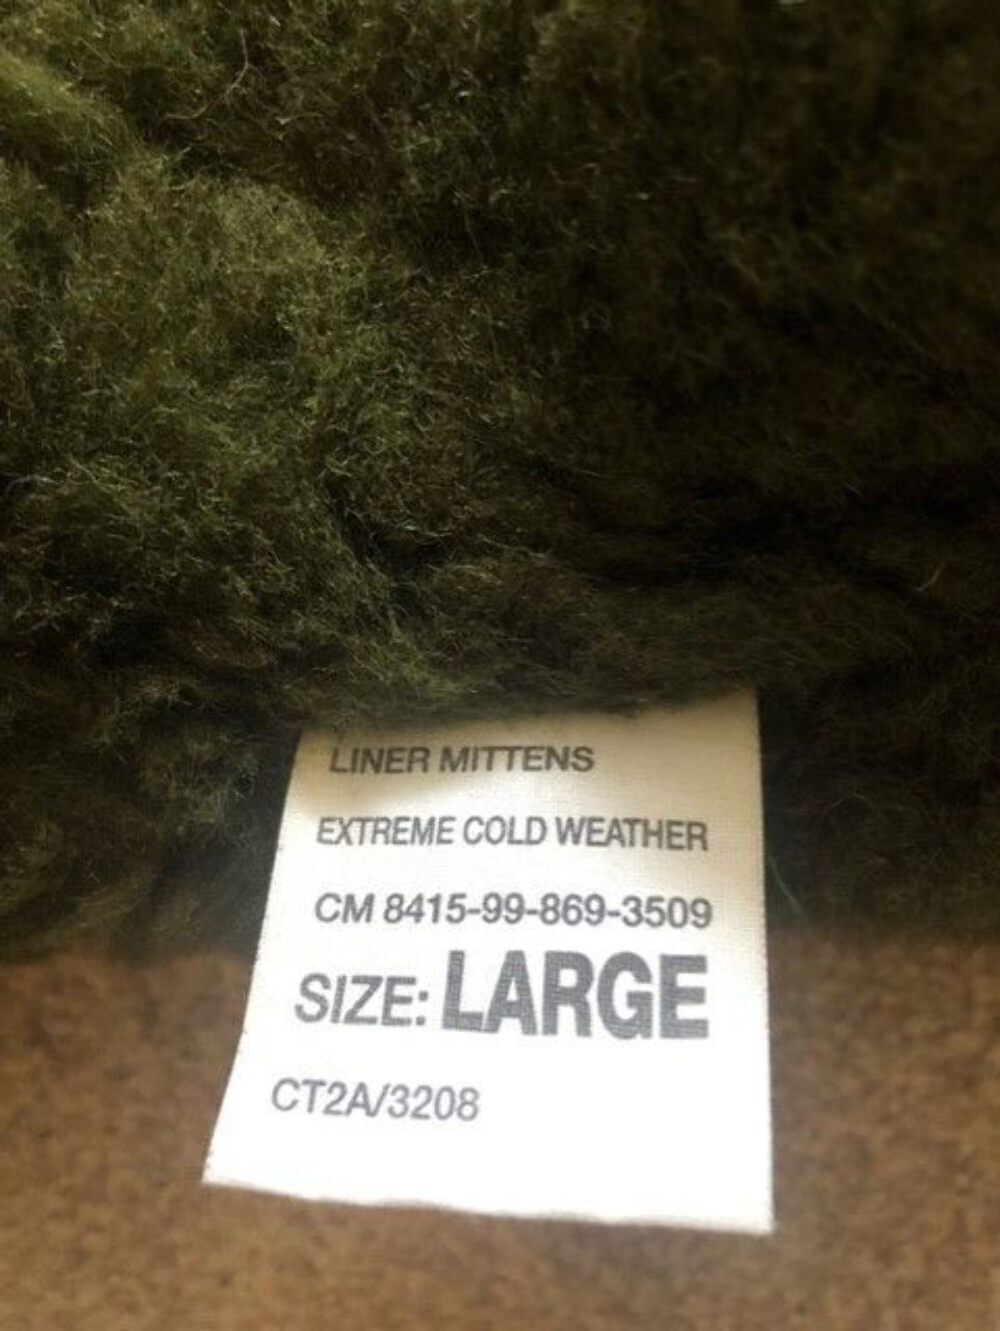 LINER MITTENS
EXTREME COLD WEATHER
CM 8415-99-869-3509
SIZE: LARGE
CT2A/3208